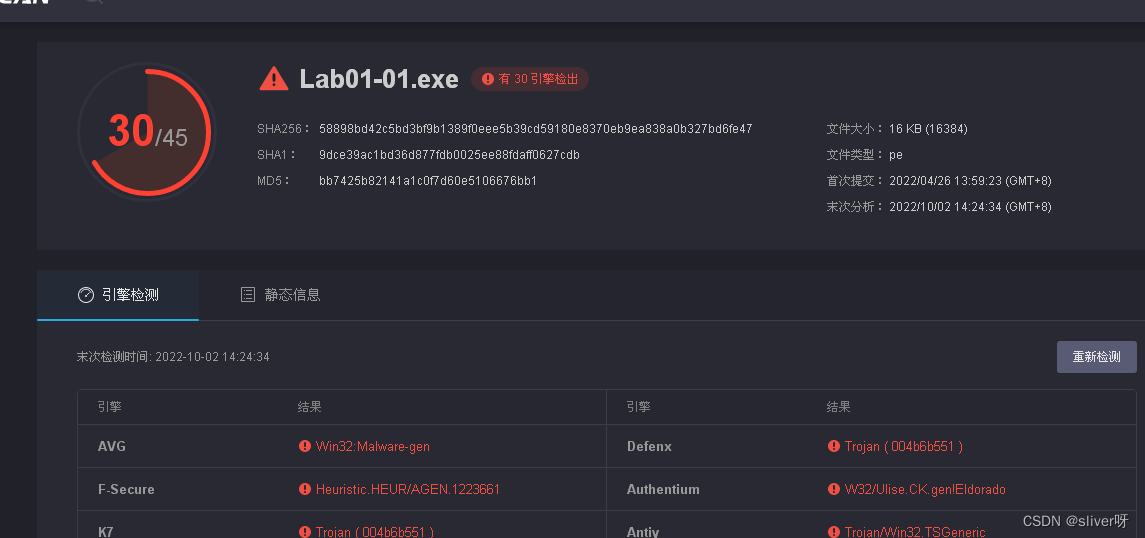 Lab01-01.exe 有 30 引擎检出
30/45
SHA256： 58898bd42c5bd3bf9b1389f0eee5b39cd59180e8370eb9ea838a0b327bd6fe47 文件大小： 16 KB (16384)
SHA1： 9dce39ac1bd36d877fdb0025ee88fdaff0627cdb 文件类型： pe
MD5： bb7425b82141a1c0f7d60e5106676bb1 首次提交： 2022/04/26 13:59:23 (GMT+8)
末次分析： 2022/10/02 14:24:34 (GMT+8)
引擎检测 静态信息
末次检测时间: 2022-10-02 14:24:34 重新检测
引擎 结果 引擎 结果
AVG Win32:Malware-gen Defenx Trojan ( 004b6b551 )
F-Secure Heuristic.HEUR/AGEN.1223661 Authentium W32/Ulise.CK.gen!Eldorado
K7 Trojan ( 004b6b551 ) Antiy Trojan/Win32.TSGeneric
CSDN @sliver呀